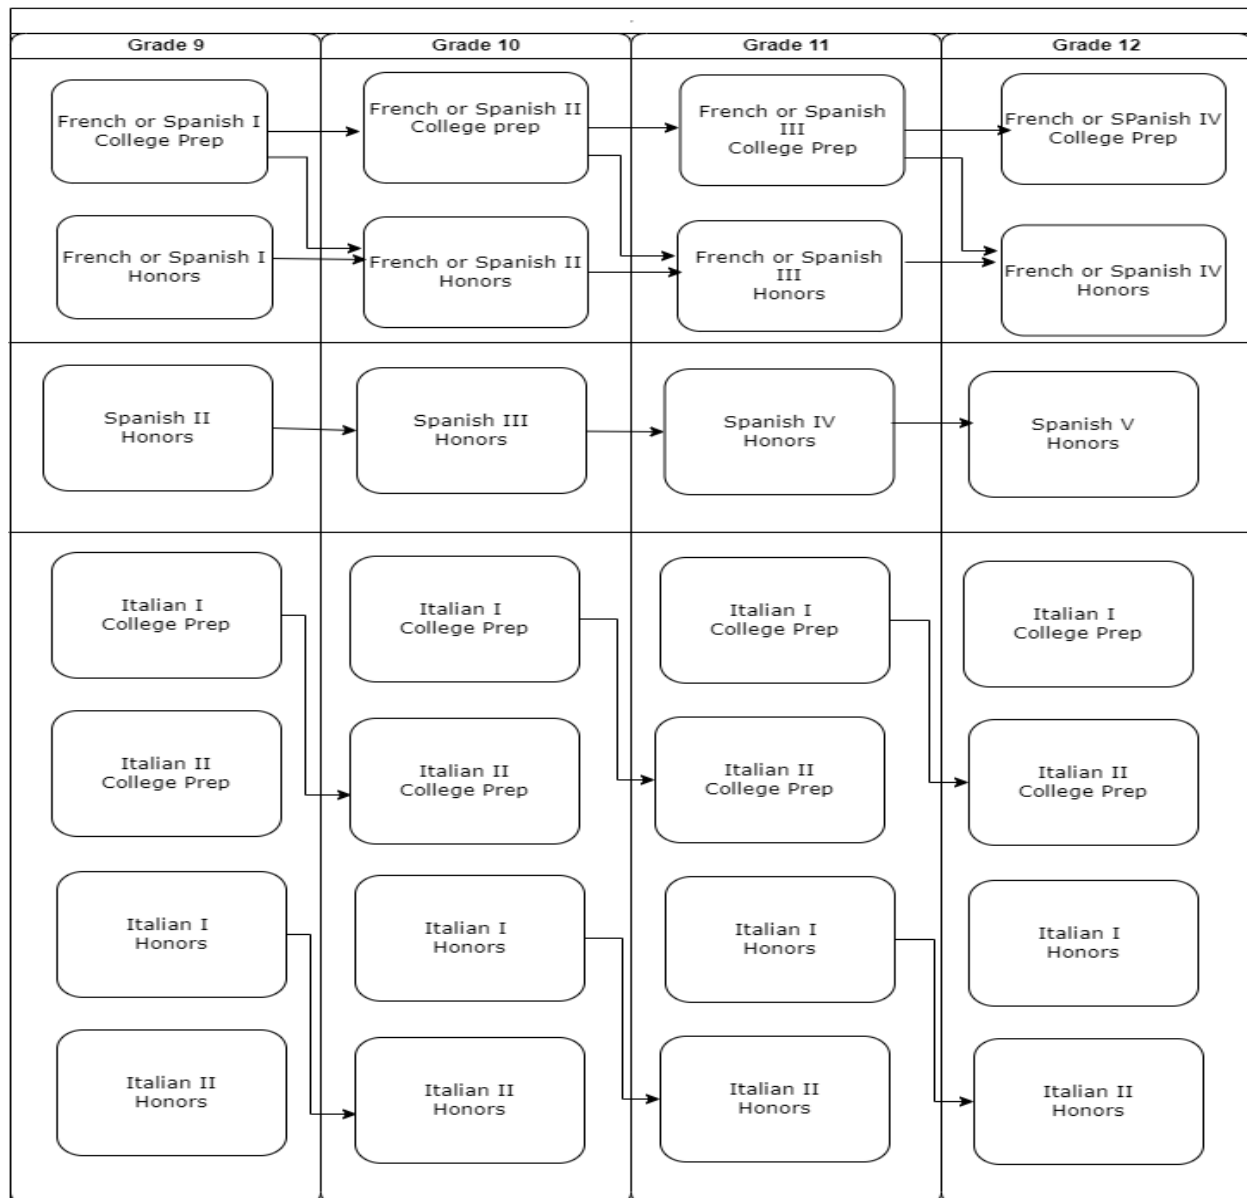 Grade 9
Grade 10
Grade 11
Grade 12
French or Spanish I
College Prep
French or Spanish II
College prep
French or Spanish
III
College Prep
French or SPanish IV
College Prep
French or Spanish I
Honors
French or Spanish II
Honors
French or Spanish
III
Honors
French or Spanish IV
Honors
Spanish II
Honors
Spanish III
Honors
Spanish IV
Honors
Spanish V
Honors
Italian I
College Prep
Italian I
College Prep
Italian I
College Prep
Italian I
College Prep
Italian II
College Prep
Italian II
College Prep
Italian II
College Prep
Italian II
College Prep
Italian I
Honors
Italian I
Honors
Italian I
Honors
Italian I
Honors
Italian II
Honors
Italian II
Honors
Italian II
Honors
Italian II
Honors